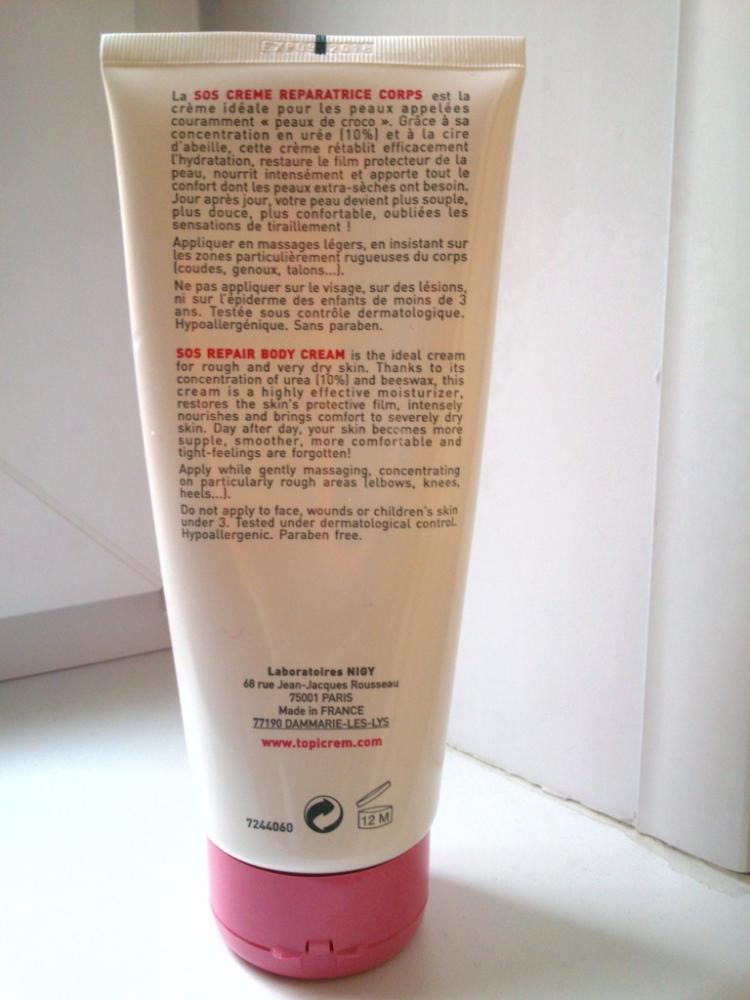 La SOS CREME REPARATRICE CORPS est la
crème idéale pour les peaux appelées
couramment « peaux de croco ». Grâce à sa
concentration en urée (10%) et à la cire
d'abeille, cette crème rétablit efficacement
l'hydratation, restaure le film protecteur de la
peau, nourrit intensément et apporte tout le
confort dont les peaux extra-sèches ont besoin.
Jour après jour, votre peau devient plus souple,
plus douce, plus confortable, oubliées les
sensations de tiraillement !
Appliquer en massages légers, en insistant sur
les zones particulièrement rugueuses du corps
(coudes, genoux, talons...).
Ne pas appliquer sur le visage, sur des lésions,
ni sur l'épiderme des enfants de moins de 3
ans. Testée sous contrôle dermatologique.
Hypoallergénique. Sans paraben.
SOS REPAIR BODY CREAM is the ideal cream
for rough and very dry skin. Thanks to its
concentration of urea (10%) and beeswax, this
cream is a highly effective moisturizer,
restores the skin's protective film, intensely
nourishes and brings comfort to severely dry
skin. Day after day, your skin becomes more
supple, smoother, more comfortable and
tight-feelings are forgotten!
Apply while gently massaging, concentrating
on particularly rough areas (elbows, knees,
heels...).
Do not apply to face, wounds or children's skin
under 3. Tested under dermatological control.
Hypoallergenic. Paraben free.
Laboratoires NIGY
68 rue Jean-Jacques Rousseau
75001 PARIS
Made in FRANCE
77190 DAMMARIE-LES-LYS
www.topicrem.com
7244060
12 M